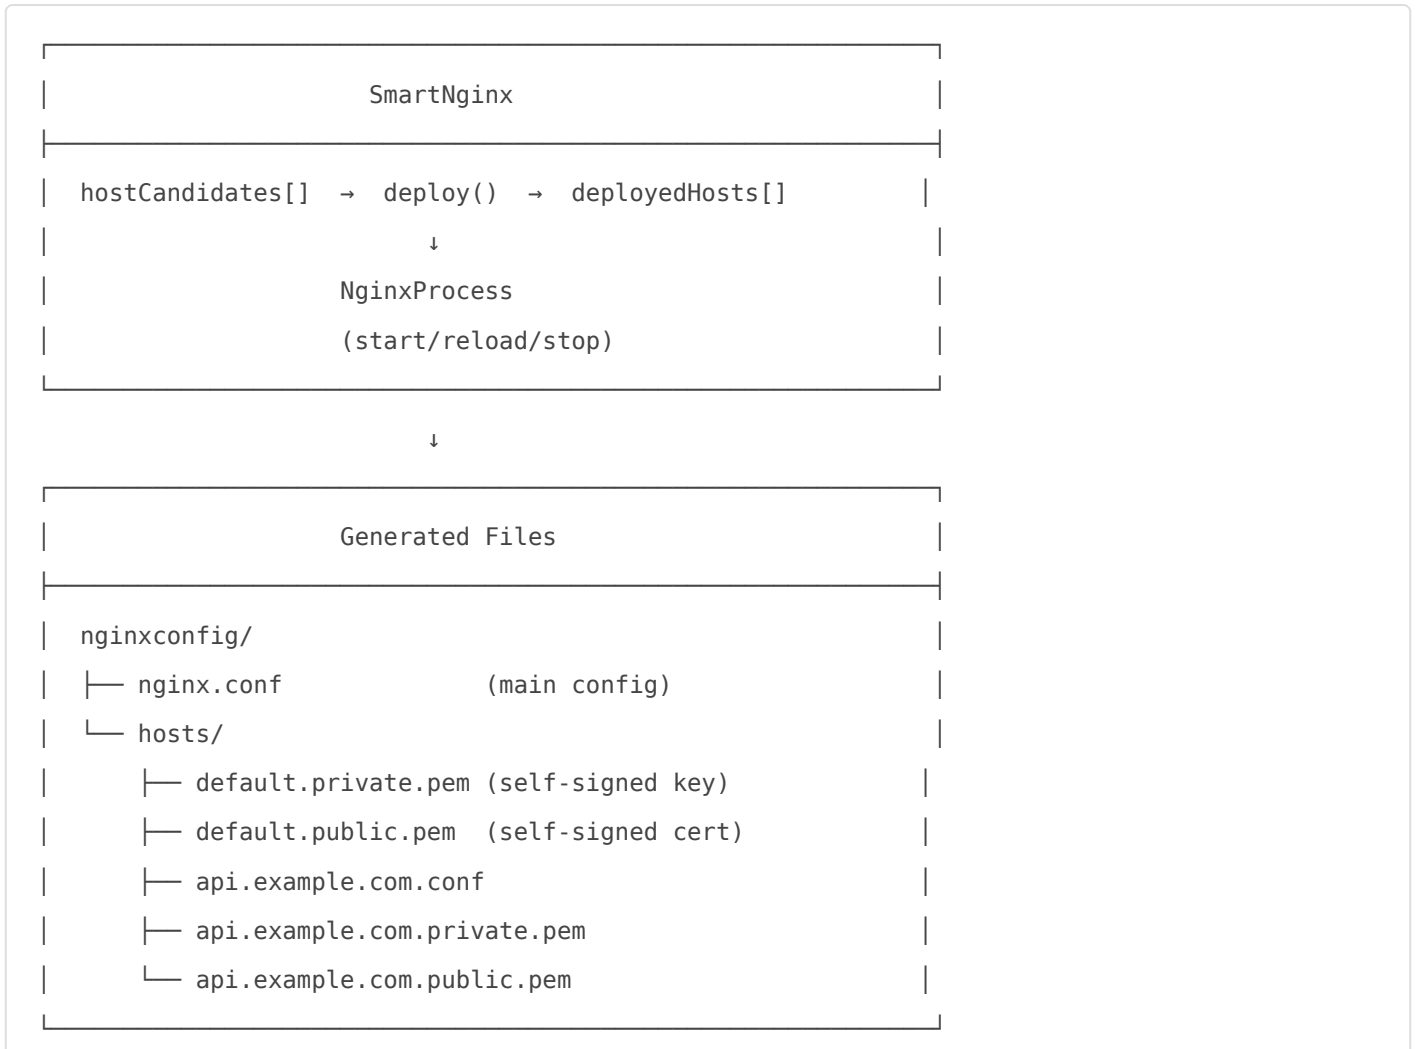 ┌──────────────────────────────────────────────────────────────┐
│                      SmartNginx                             │
├──────────────────────────────────────────────────────────────┤
│  hostCandidates[]  →  deploy()  →  deployedHosts[]         │
│                          ↓                                  │
│                    NginxProcess                             │
│                    (start/reload/stop)                      │
└──────────────────────────────────────────────────────────────┘
                           ↓
┌──────────────────────────────────────────────────────────────┐
│                    Generated Files                          │
├──────────────────────────────────────────────────────────────┤
│  nginxconfig/                                               │
│  ├── nginx.conf              (main config)                  │
│  └── hosts/                                                 │
│      ├── default.private.pem (self-signed key)             │
│      ├── default.public.pem  (self-signed cert)            │
│      ├── api.example.com.conf                              │
│      ├── api.example.com.private.pem                       │
│      └── api.example.com.public.pem                        │
└──────────────────────────────────────────────────────────────┘